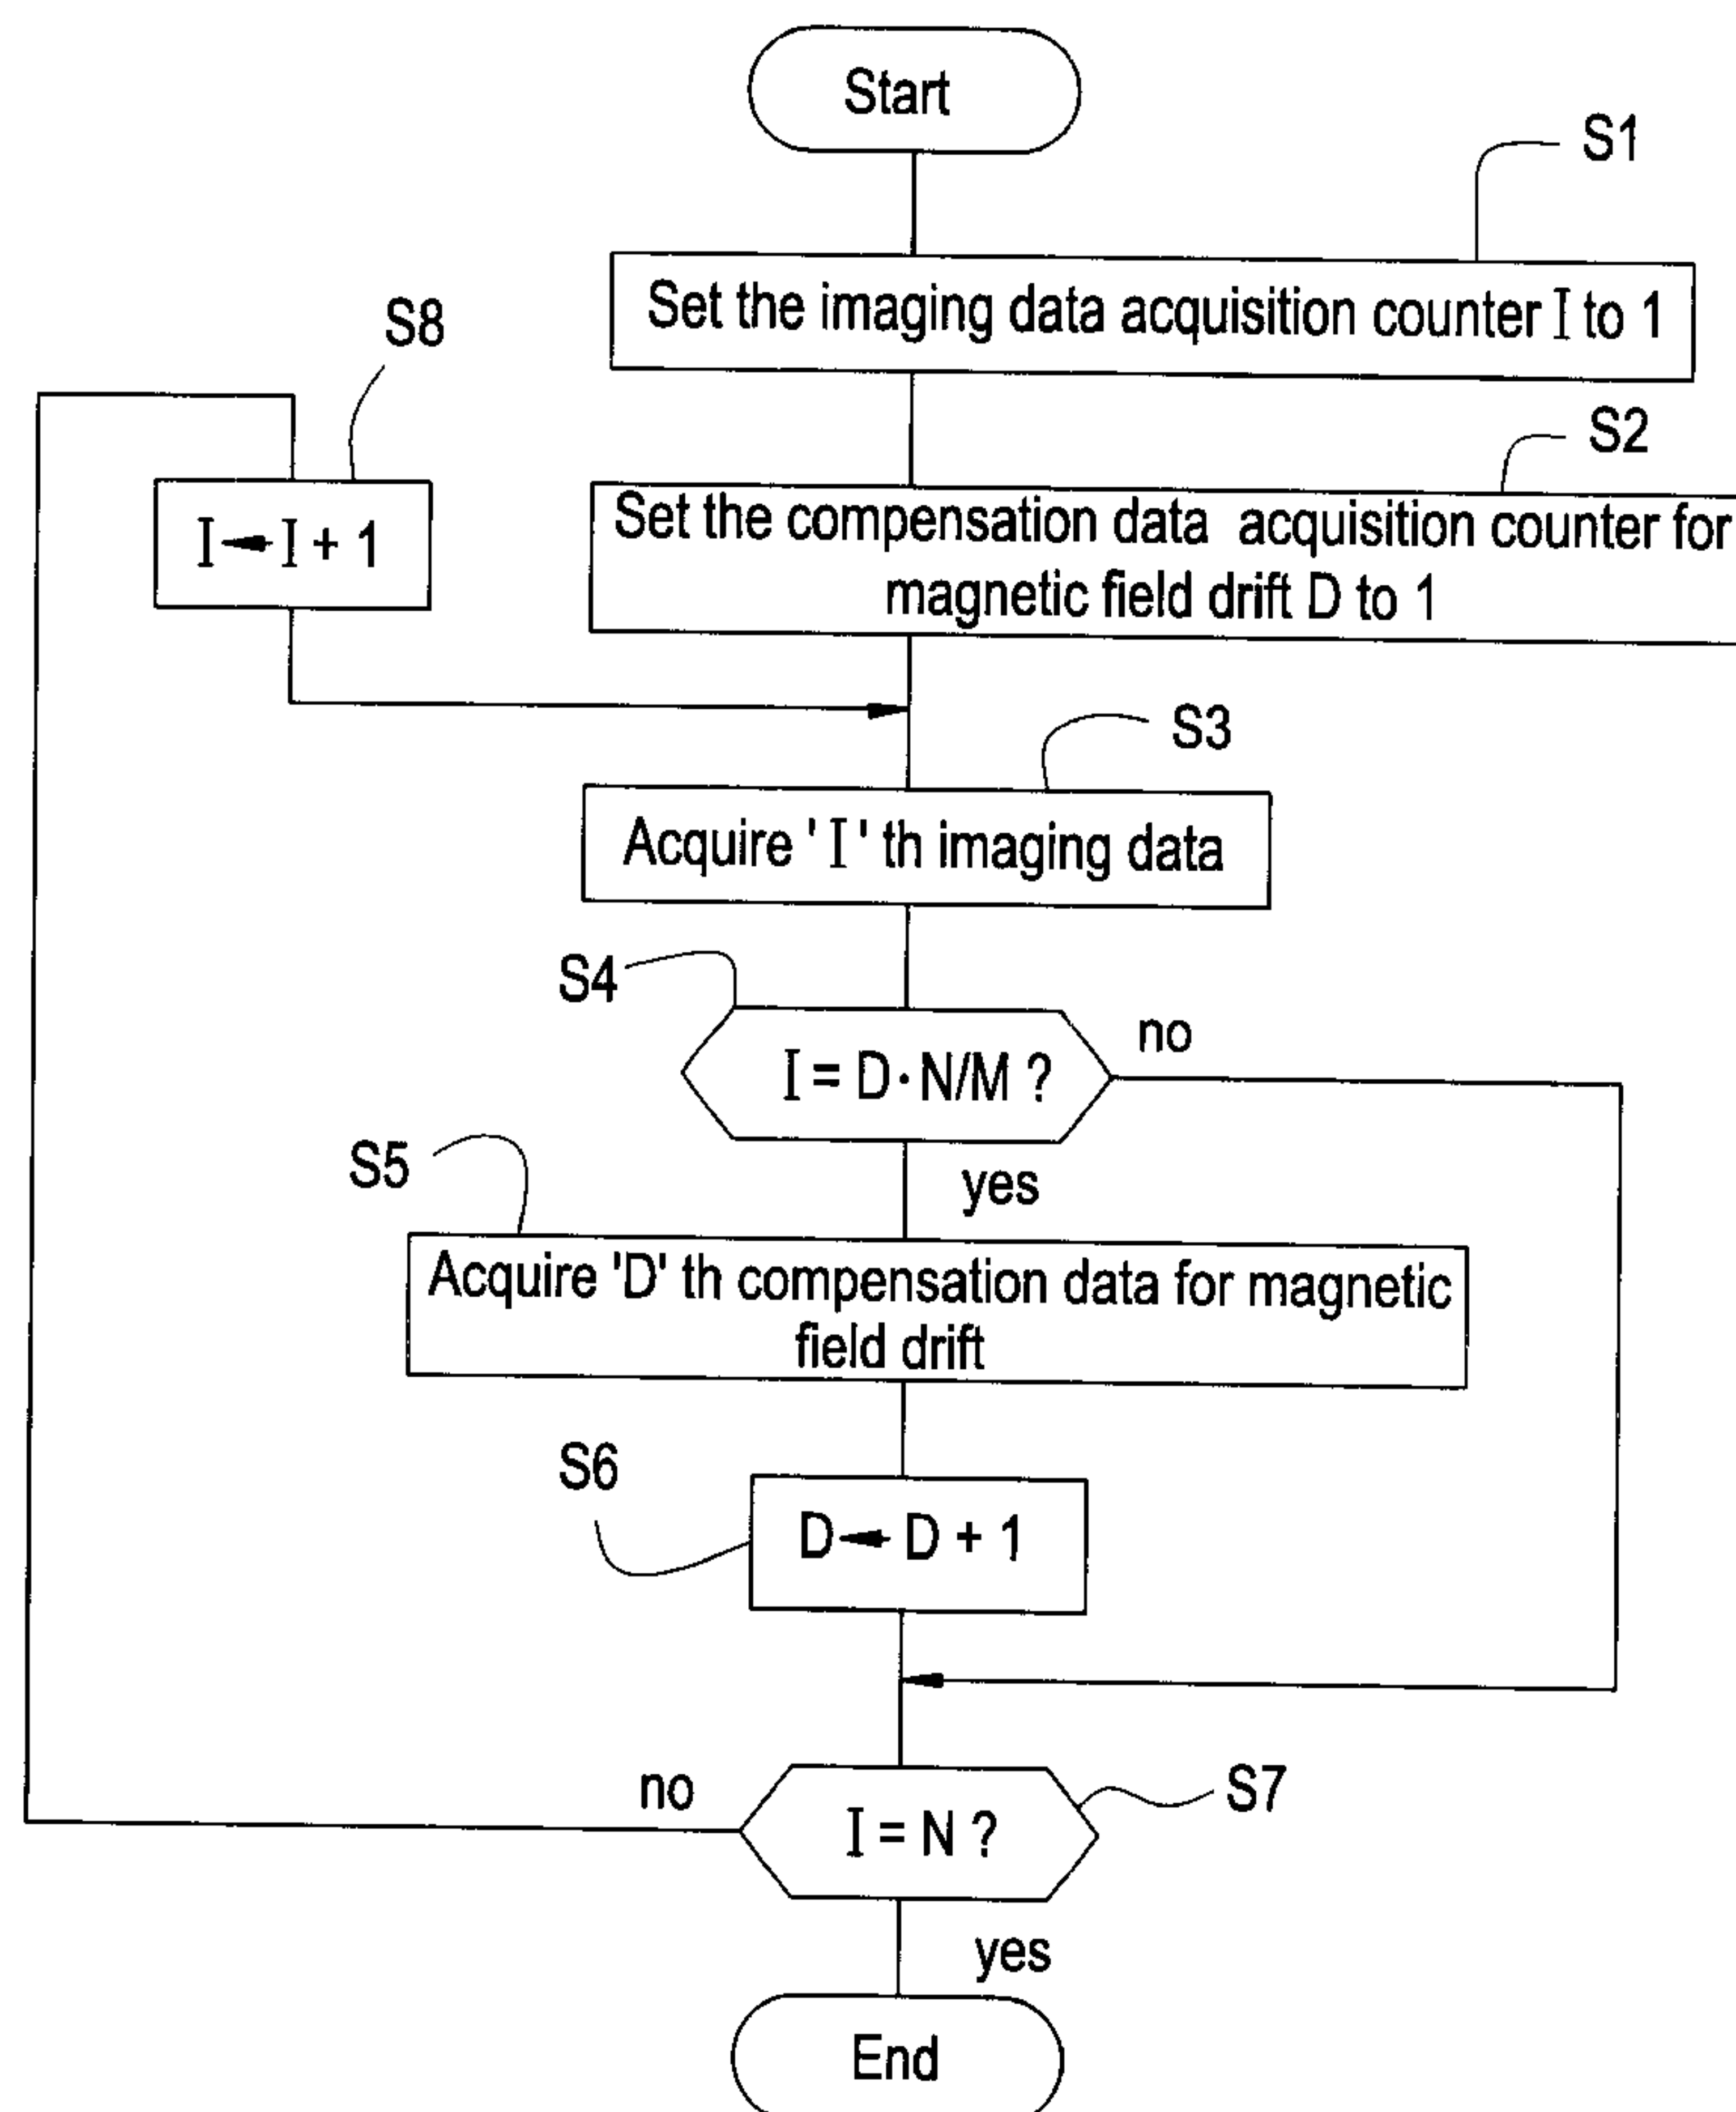 Start
S1
Set the imaging data acquisition counter I to 1
S8
S2
I ← I + 1
Set the compensation data acquisition counter for
magnetic field drift D to 1
S3
Acquire ' I ' th imaging data
S4
no
I = D · N/M ?
S5
yes
Acquire 'D' th compensation data for magnetic
field drift
S6
D ← D + 1
no
S7
I = N ?
yes
End